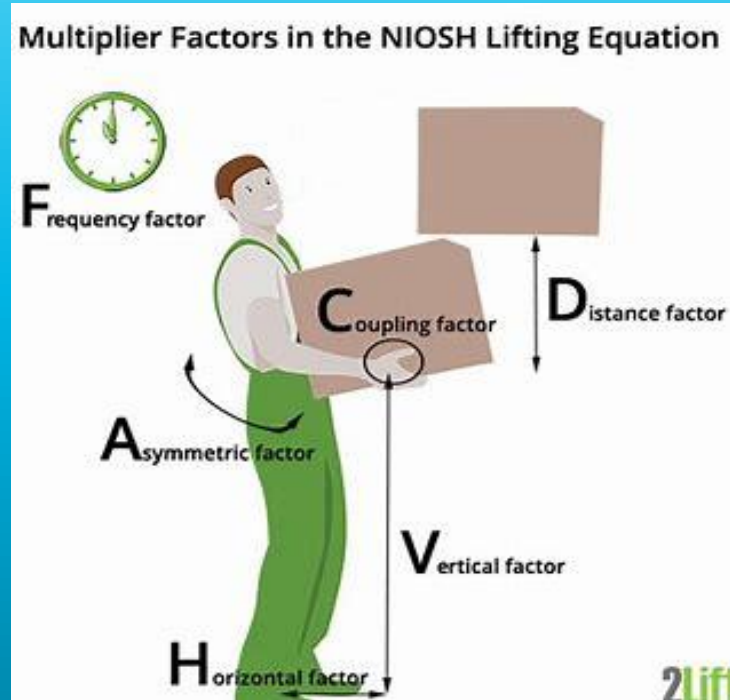 Multiplier Factors in the NIOSH Lifting Equation
Frequency factor
Coupling factor
Distance factor
Asymmetric factor
Vertical factor
Horizontal factor
2Lift